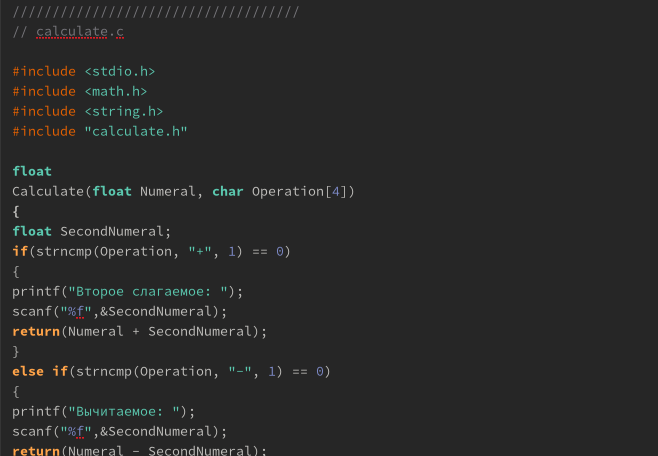 ////////////////////////////////////
// calculate.c
#include <stdio.h>
#include <math.h>
#include <string.h>
#include "calculate.h"
float
Calculate(float Numeral, char Operation[4])
{
float SecondNumeral;
if(strncmp(Operation, "+", 1) == 0)
{
printf("Второе слагаемое: ");
scanf("%f",&SecondNumeral);
return(Numeral + SecondNumeral);
}
else if(strncmp(Operation, "-", 1) == 0)
{
printf("Вычитаемое: ");
scanf("%f",&SecondNumeral);
return(Numeral - SecondNumeral);